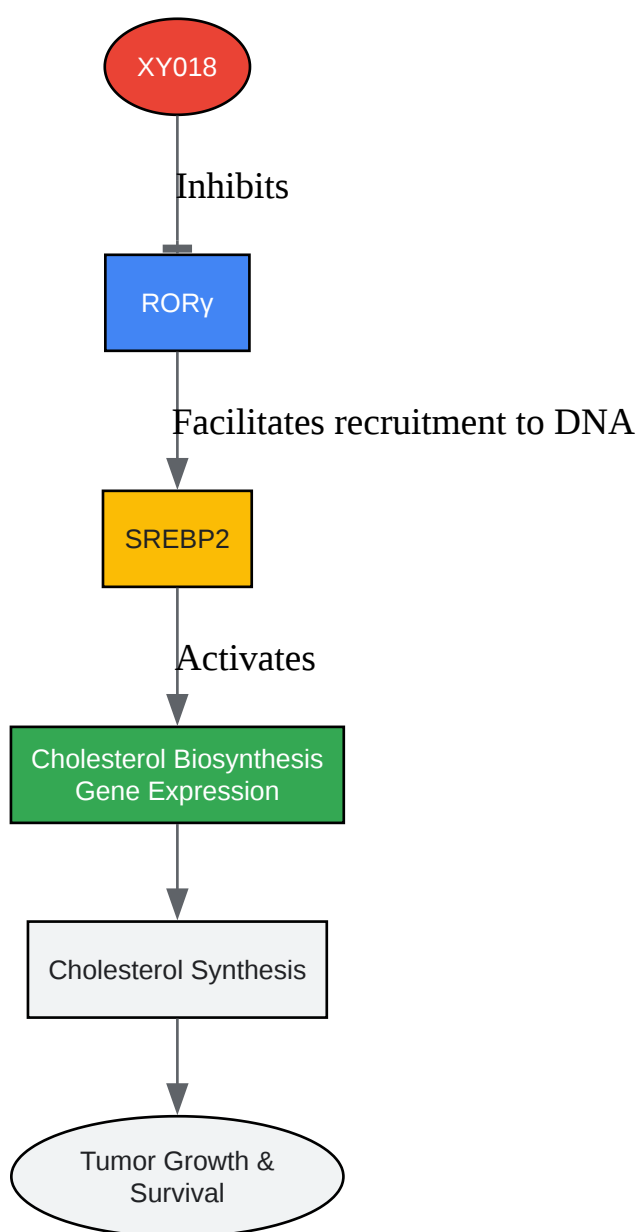 XY018
Inhibits
RORγ
Facilitates recruitment to DNA
SREBP2
Activates
Cholesterol Biosynthesis
Gene Expression
Cholesterol Synthesis
Tumor Growth &
Survival